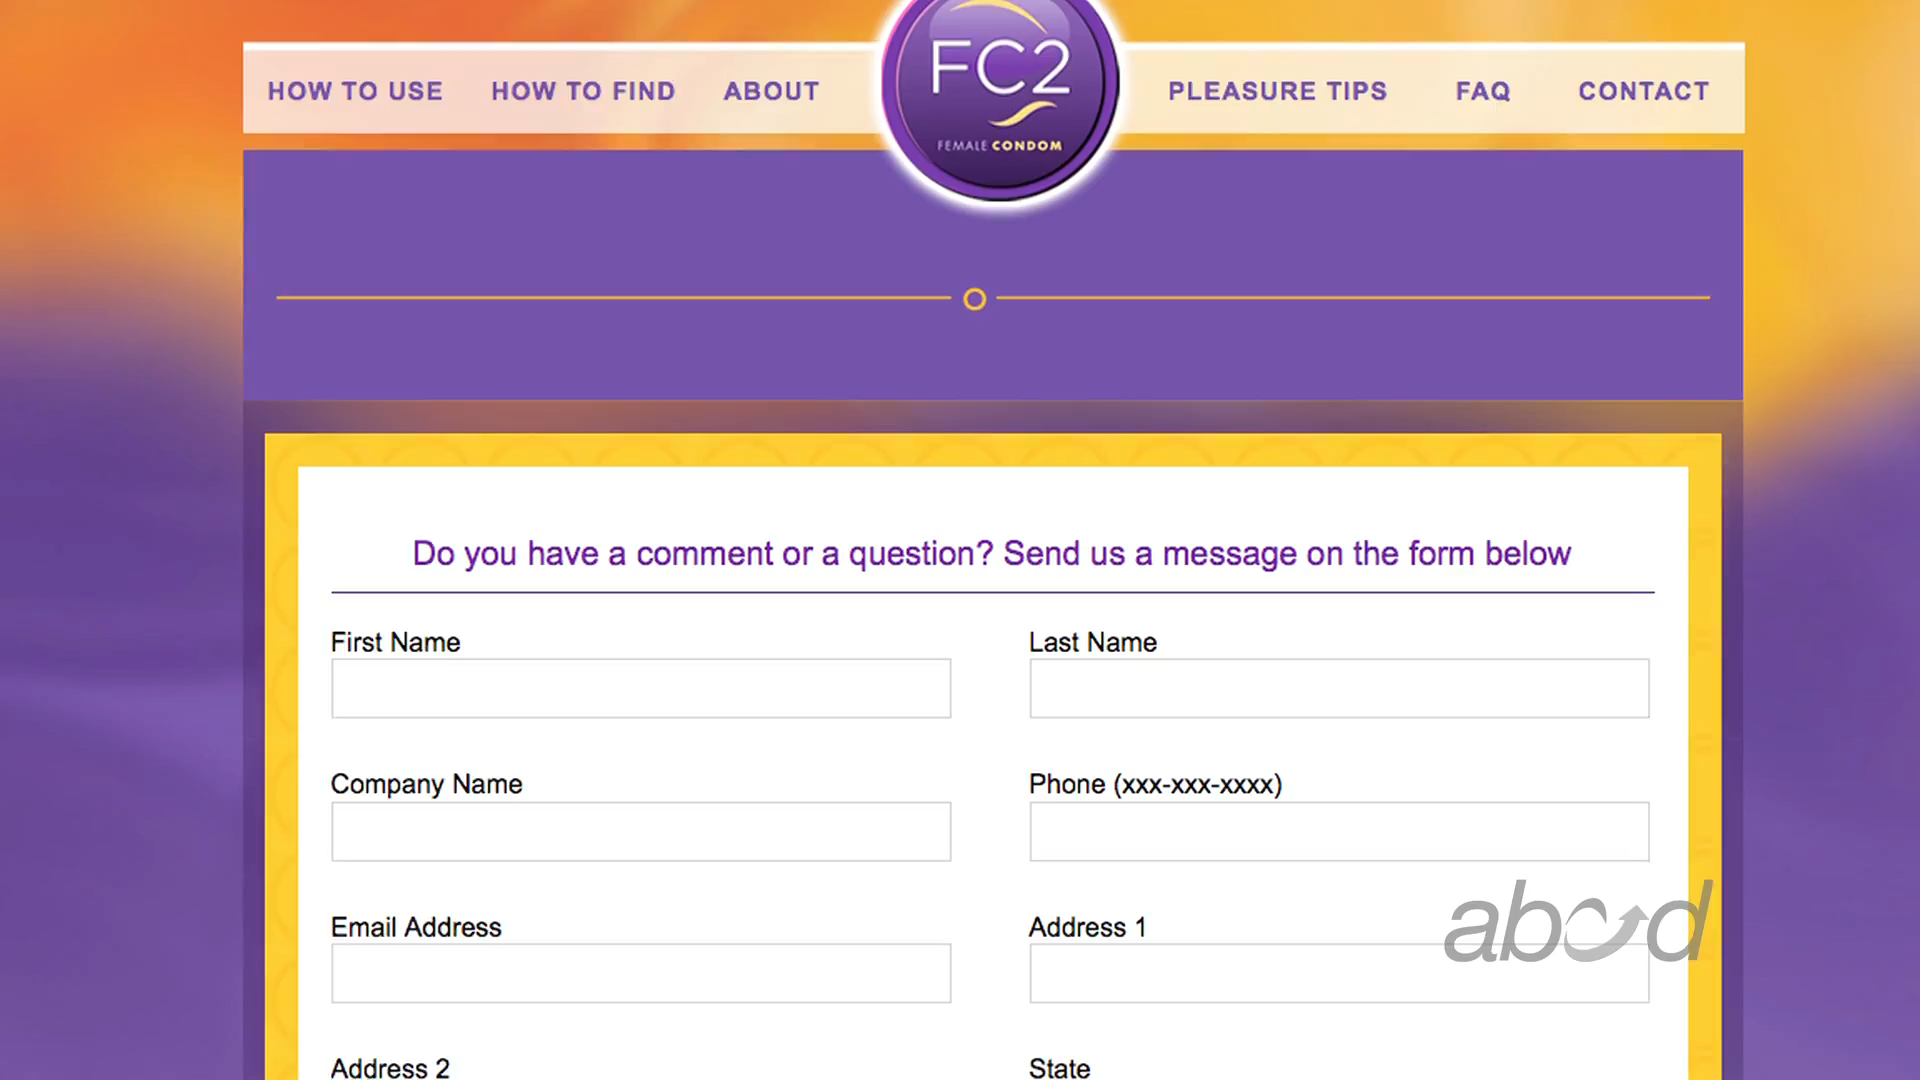 HOW TO USE HOW TO FIND ABOUT FC2 PLEASURE TIPS FAQ CONTACT
FEMALE CONDOM
Do you have a comment or a question? Send us a message on the form below
First Name Last Name
Company Name Phone (xxx-xxx-xxxx)
Email Address Address 1
abood
Address 2 State